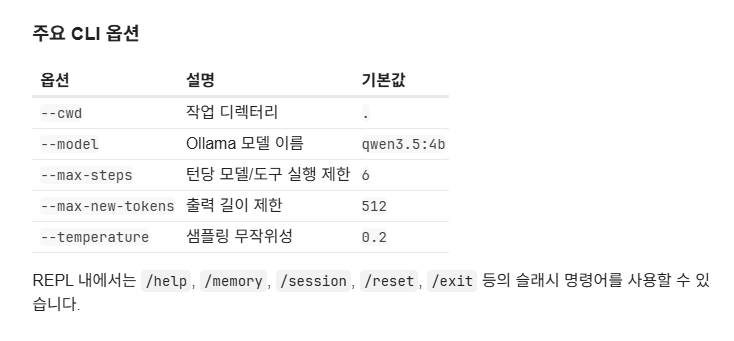 주요 CLI 옵션
옵션 설명 기본값
--cwd 작업 디렉터리 .
--model Ollama 모델 이름 qwen3.5:4b
--max-steps 턴당 모델/도구 실행 제한 6
--max-new-tokens 출력 길이 제한 512
--temperature 샘플링 무작위성 0.2
REPL 내에서는 /help, /memory, /session, /reset, /exit 등의 슬래시 명령어를 사용할 수 있
습니다.